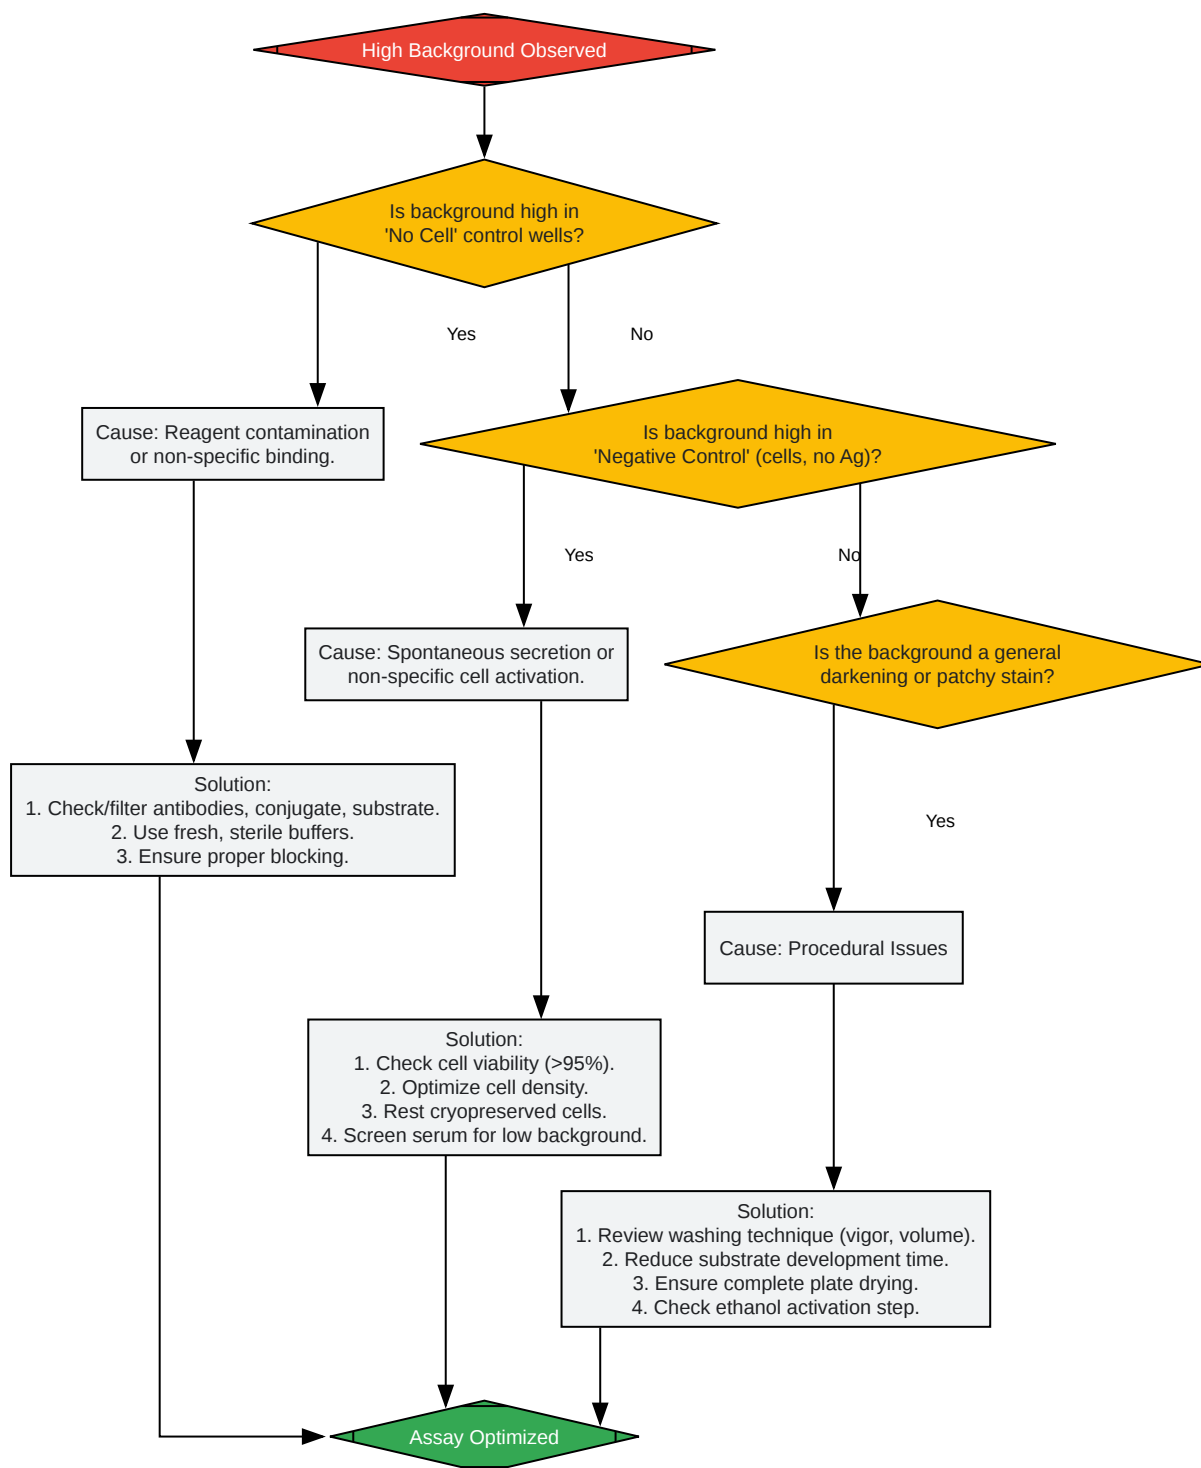 High Background Observed
Is background high in
'No Cell' control wells?
Yes
No
Cause: Reagent contamination
or non-specific binding.
Is background high in
'Negative Control' (cells, no Ag)?
Yes
No
Cause: Spontaneous secretion or
non-specific cell activation.
Is the background a general
darkening or patchy stain?
Solution:
1. Check/filter antibodies, conjugate, substrate.
2. Use fresh, sterile buffers.
3. Ensure proper blocking.
Yes
Cause: Procedural Issues
Solution:
1. Check cell viability (>95%).
2. Optimize cell density.
3. Rest cryopreserved cells.
4. Screen serum for low background.
Solution:
1. Review washing technique (vigor, volume).
2. Reduce substrate development time.
3. Ensure complete plate drying.
4. Check ethanol activation step.
Assay Optimized